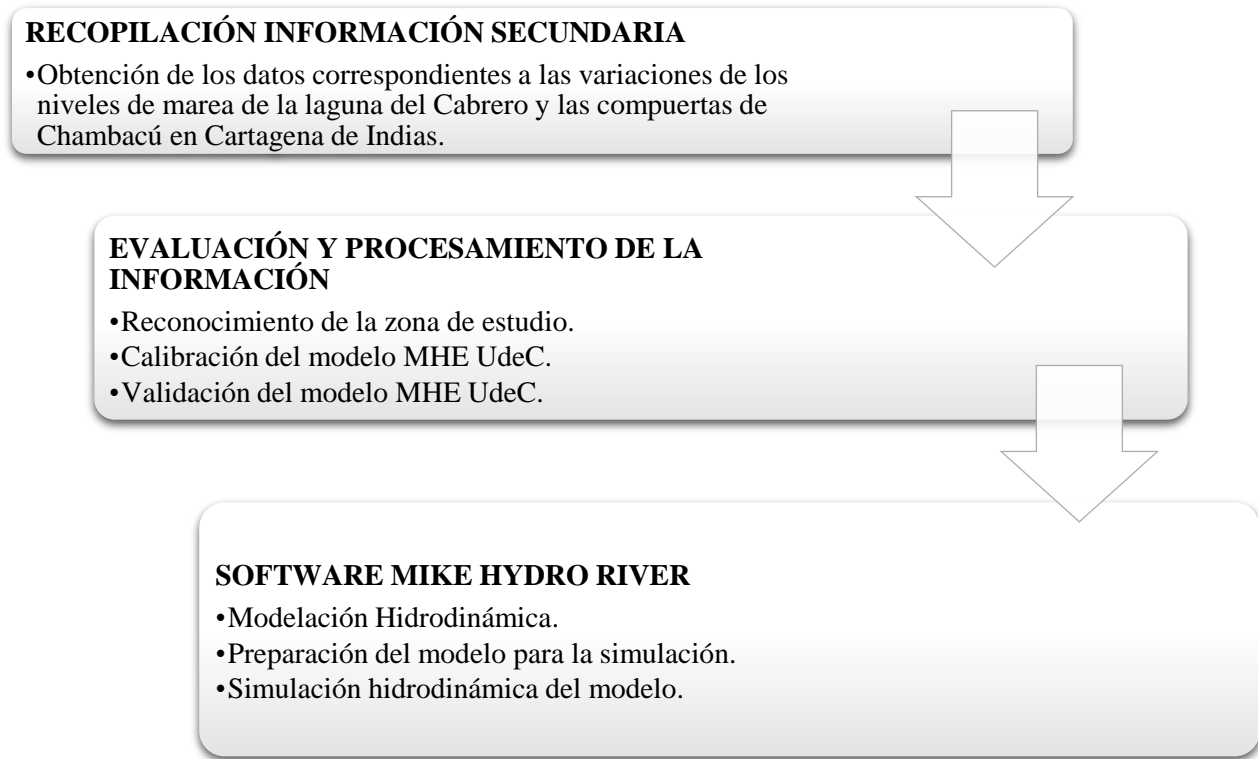 RECOPILACIÓN INFORMACIÓN SECUNDARIA
•Obtención de los datos correspondientes a las variaciones de los
niveles de marea de la laguna del Cabrero y las compuertas de
Chambacú en Cartagena de Indias.
EVALUACIÓN Y PROCESAMIENTO DE LA
INFORMACIÓN
•Reconocimiento de la zona de estudio.
•Calibración del modelo MHE UdeC.
•Validación del modelo MHE UdeC.
SOFTWARE MIKE HYDRO RIVER
•Modelación Hidrodinámica.
•Preparación del modelo para la simulación.
•Simulación hidrodinámica del modelo.